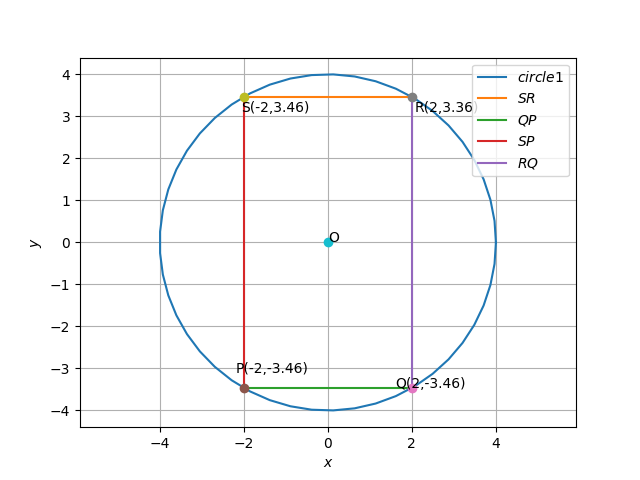 4
3
2
1
0
−1
−2
−3
−4
y
−4
−2
0
2
4
x
circle1
SR
QP
SP
RQ
S(-2,3.46)
R(2,3.36)
O
P(-2,-3.46)
Q(2,-3.46)